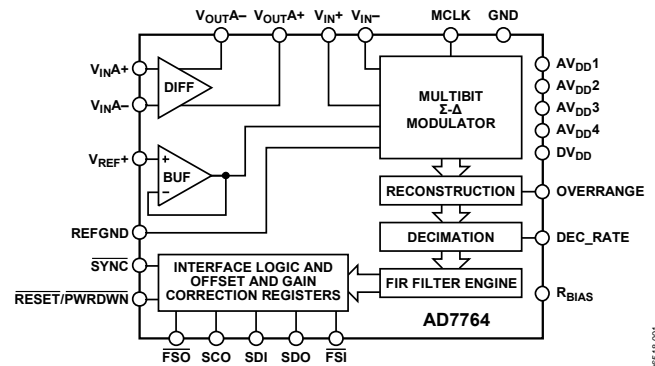 VOUTA– VOUTA+ VIN+ VIN– MCLK GND
VINA+
DIFF
VINA–
VREF+
+
–
BUF
REFGND
SYNC
RESET/PWRDWN
MULTIBIT
Σ-Δ
MODULATOR
RECONSTRUCTION
DECIMATION
FIR FILTER ENGINE
INTERFACE LOGIC AND
OFFSET AND GAIN
CORRECTION REGISTERS
AVDD1
AVDD2
AVDD3
AVDD4
DVDD
OVERRANGE
DEC_RATE
RBIAS
AD7764
FSO SCO SDI SDO FSI